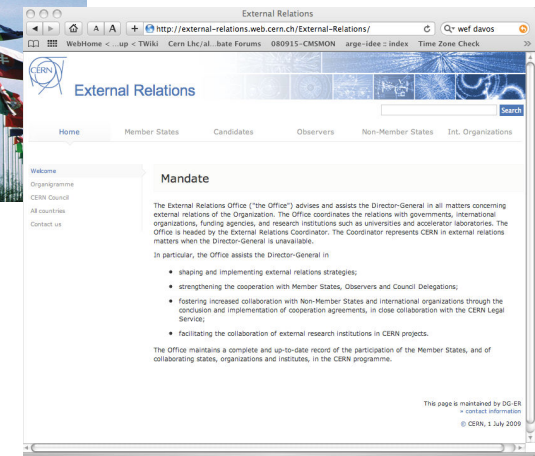 External Relations
A A + http://external-relations.web.cern.ch/External-Relations/ wef davos
WebHome < ...up < TWiki Cern Lhc/al...bate Forums 080915-CMSMON arge-idee :: index Time Zone Check >>
CERN
External Relations
Search
Home Member States Candidates Observers Non-Member States Int. Organizations
Welcome
Organigramme
CERN Council
All countries
Contact us
Mandate
The External Relations Office ("the Office") advises and assists the Director-General in all matters concerning
external relations of the Organization. The Office coordinates the relations with governments, international
organizations, funding agencies, and research institutions such as universities and accelerator laboratories. The
Office is headed by the External Relations Coordinator. The Coordinator represents CERN in external relations
matters when the Director-General is unavailable.
In particular, the Office assists the Director-General in
• shaping and implementing external relations strategies;
• strengthening the cooperation with Member States, Observers and Council Delegations;
• fostering increased collaboration with Non-Member States and international organizations through the
conclusion and implementation of cooperation agreements, in close collaboration with the CERN Legal
Service;
• facilitating the collaboration of external research institutions in CERN projects.
The Office maintains a complete and up-to-date record of the participation of the Member States, and of
collaborating states, organizations and institutes, in the CERN programme.
This page is maintained by DG-ER
» contact information
© CERN, 1 July 2009